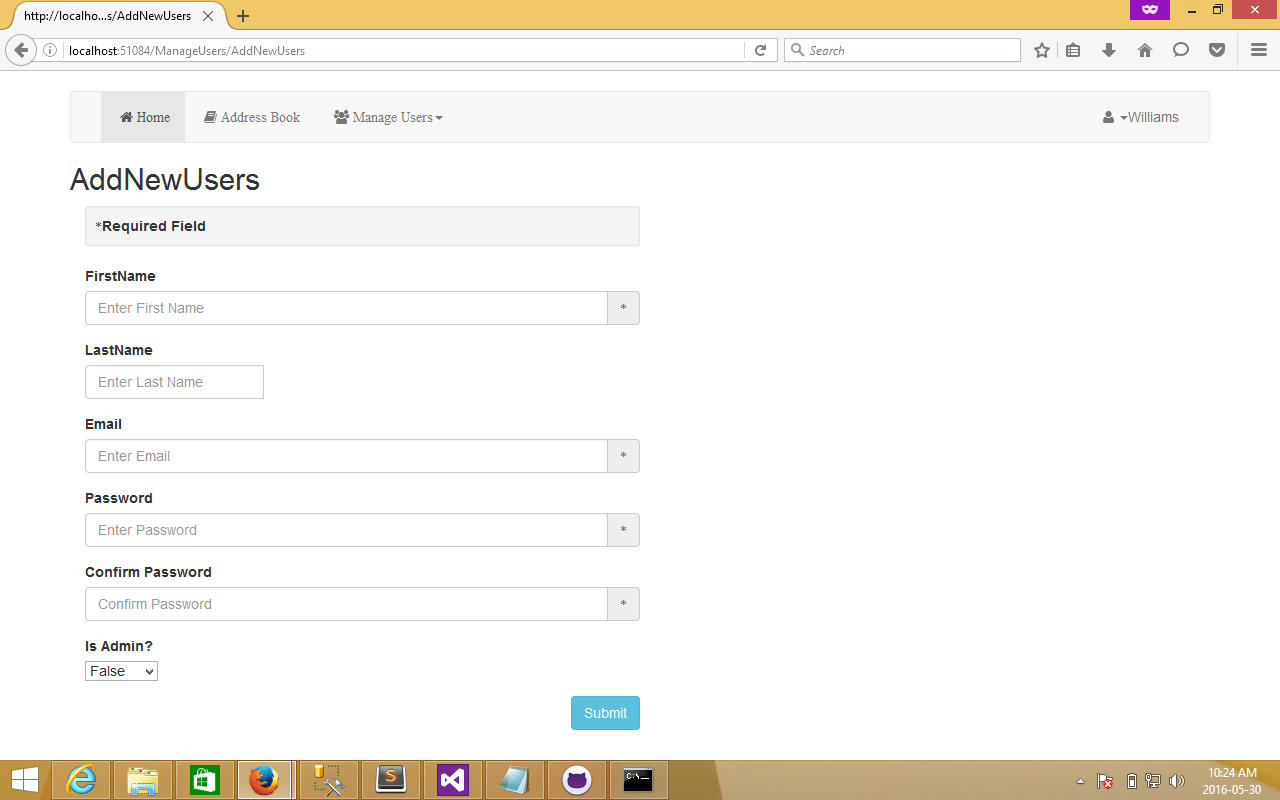 http://localho...s/AddNewUsers
localhost:51084/ManageUsers/AddNewUsers
Search
Home
Address Book
Manage Users
Williams
AddNewUsers
*Required Field
FirstName
Enter First Name
*
LastName
Enter Last Name
Email
Enter Email
*
Password
Enter Password
*
Confirm Password
Confirm Password
*
Is Admin?
False
Submit
S
C:\_
10:24 AM
2016-05-30